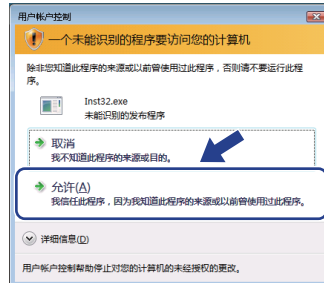 用户帐户控制
一个未能识别的程序要访问您的计算机
除非您知道此程序的来源或以前曾使用过此程序，否则请不要运行此程
序。
Inst32.exe
未能识别的发布程序
取消
我不知道此程序的来源或目的。
允许(A)
我信任此程序，因为我知道此程序的来源或以前曾使用过此程序。
详细信息(D)
用户帐户控制帮助停止对您的计算机的未经授权的更改。